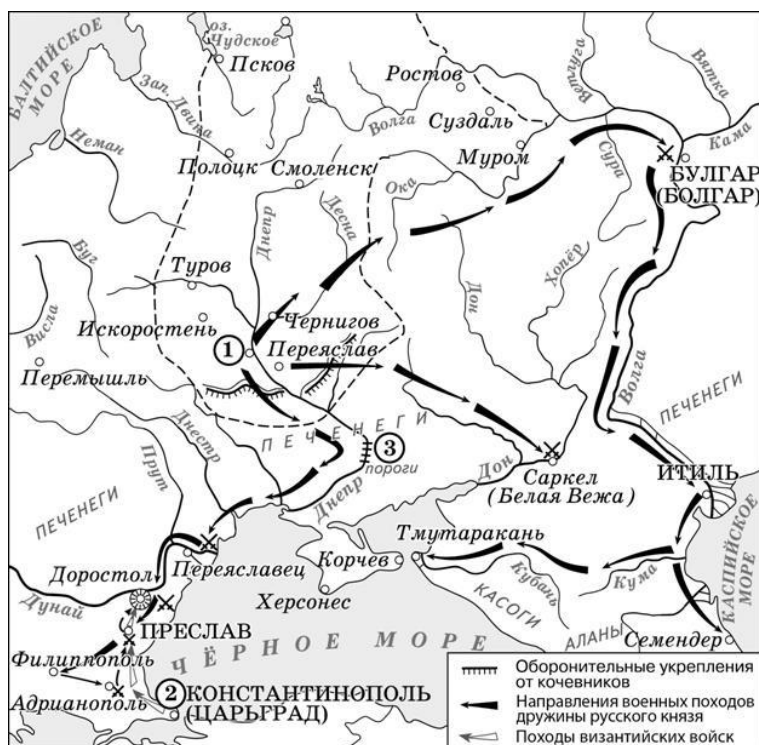 оз.
Чудское
Псков
БАЛТИЙСКОЕ
МОРЕ
Зап. Двина
Ростов
Ветлуга
Вятка
Суздаль
Волга
Кама
Неман
Полоцк
Смоленск
Муром
Ока
Сура
БУЛГАР
(БОЛГАР)
Днепр
Десна
Буг
Туров
Дон
Хопёр
Висла
Искоростень
Чернигов
1
Переяслав
Волга
Перемышль
ПЕЧЕНЕГИ
ПЕЧЕНЕГИ
Днестр
3
пороги
Прут
Дон
Саркел
(Белая Вежа)
ИТИЛЬ
ПЕЧЕНЕГИ
Днепр
Тмутаракань
КАСПИЙСКОЕ
МОРЕ
Переяславец
Корчев
Доростол
Кубань
Кума
Дунай
Херсонес
КАСОГИ
АЛАНЫ
ПРЕСЛАВ
ЧЁРНОЕ МОРЕ
Семендер
Филиппополь
2
КОНСТАНТИНОПОЛЬ
(ЦАРЬГРАД)
Адрианополь
Оборонительные укрепления
от кочевников
Направления военных походов
дружины русского князя
Походы византийских войск